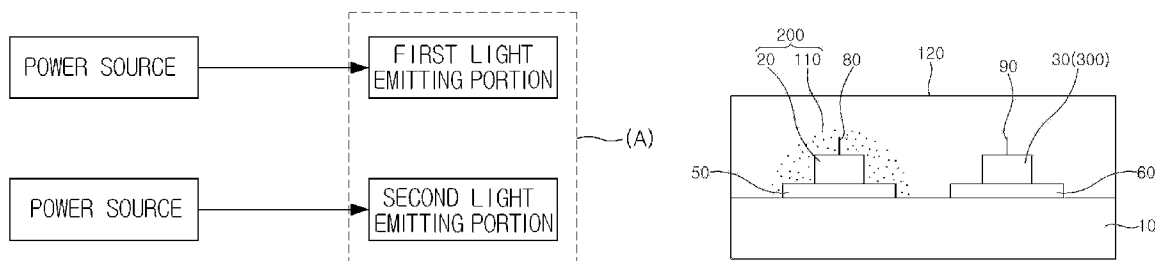 POWER SOURCE
FIRST LIGHT
EMITTING PORTION
(A)
POWER SOURCE
SECOND LIGHT
EMITTING PORTION
200
20 110 80 120 90 30(300)
50 60
10